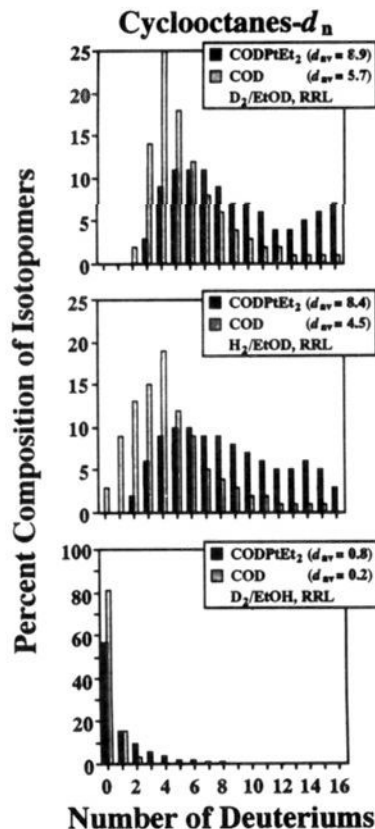 Cyclooctanes-dn
Percent Composition of Isotopomers
25
20
15
10
5
0
CODPtEt2 (dav = 8.9)
COD (dav = 5.7)
D2/EtOD, RRL
25
20
15
10
5
0
CODPtEt2 (dav = 8.4)
COD (dav = 4.5)
H2/EtOD, RRL
100
80
60
40
20
0
CODPtEt2 (dav = 0.8)
COD (dav = 0.2)
D2/EtOH, RRL
0 2 4 6 8 10 12 14 16
Number of Deuteriums